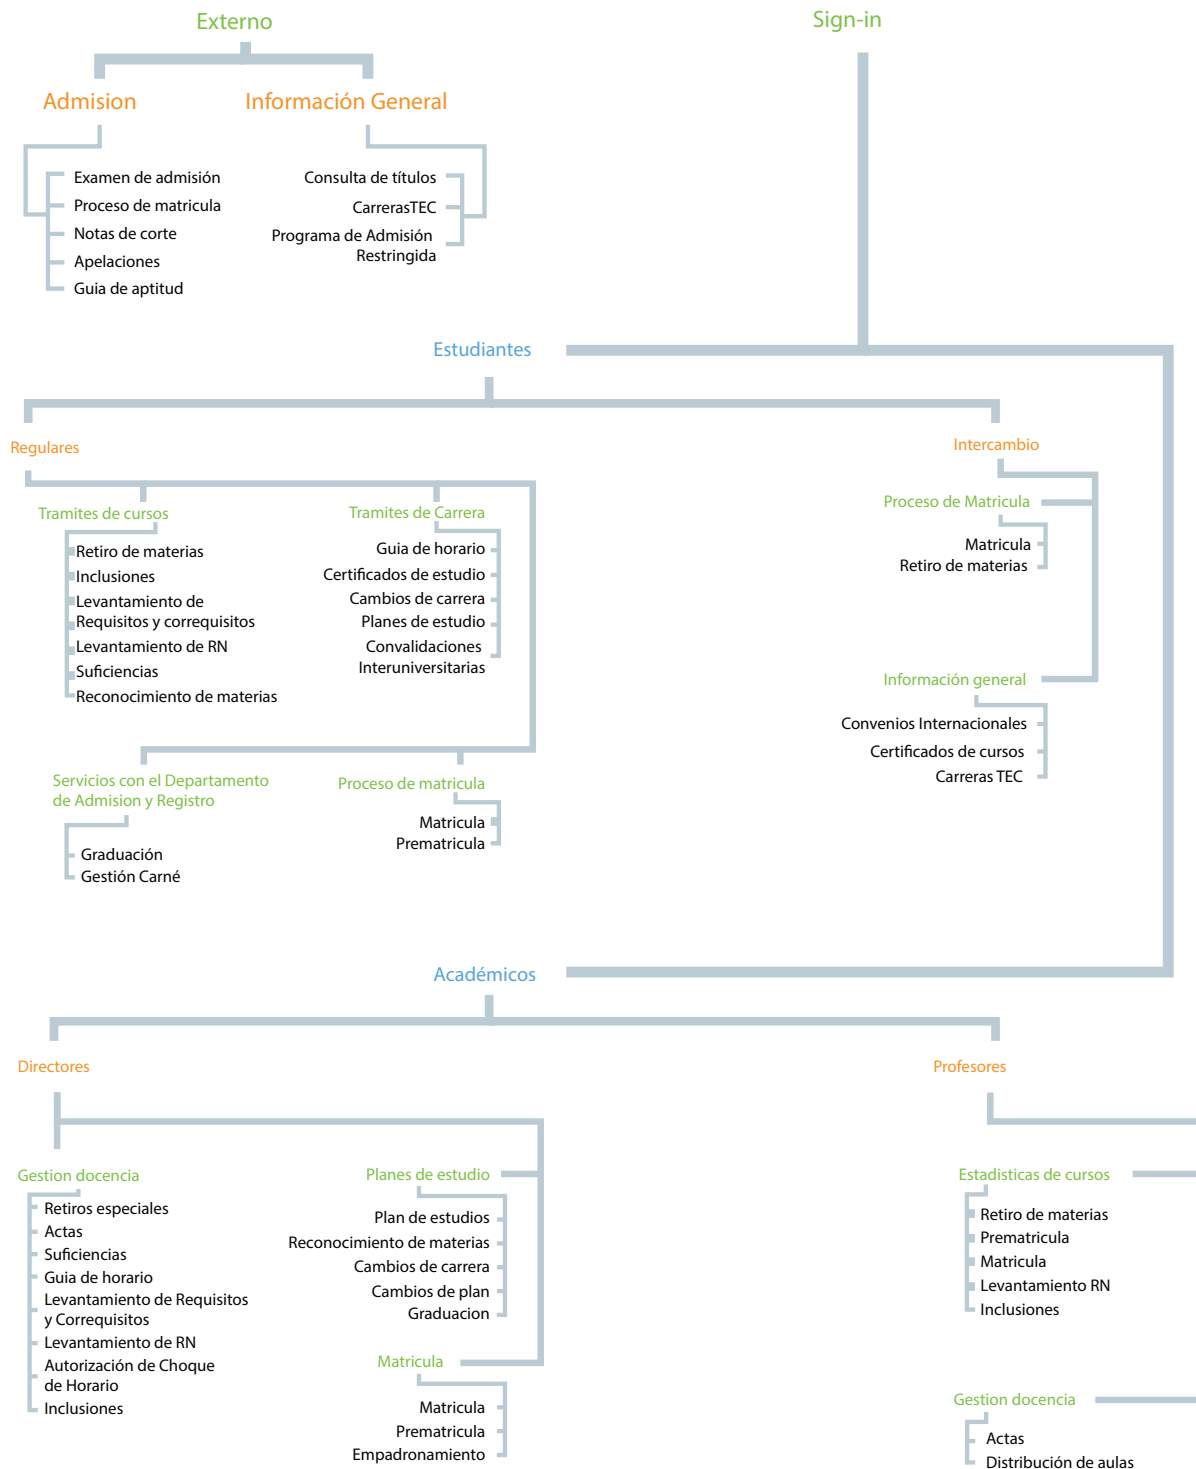 Externo
Sign-in
Admision
Información General
Examen de admisión
Proceso de matricula
Notas de corte
Apelaciones
Guia de aptitud
Consulta de títulos
CarrerasTEC
Programa de Admisión
Restringida
Estudiantes
Regulares
Intercambio
Tramites de cursos
Retiro de materias
Inclusiones
Levantamiento de
Requisitos y correquisitos
Levantamiento de RN
Suficiencias
Reconocimiento de materias
Tramites de Carrera
Guia de horario
Certificados de estudio
Cambios de carrera
Planes de estudio
Convalidaciones
Interuniversitarias
Proceso de Matricula
Matricula
Retiro de materias
Información general
Convenios Internacionales
Certificados de cursos
Carreras TEC
Servicios con el Departamento
de Admision y Registro
Graduación
Gestión Carné
Proceso de matricula
Matricula
Prematricula
Académicos
Directores
Profesores
Gestion docencia
Retiros especiales
Actas
Suficiencias
Guia de horario
Levantamiento de Requisitos
y Correquisitos
Levantamiento de RN
Autorización de Choque
de Horario
Inclusiones
Planes de estudio
Plan de estudios
Reconocimiento de materias
Cambios de carrera
Cambios de plan
Graduacion
Matricula
Matricula
Prematricula
Empadronamiento
Estadisticas de cursos
Retiro de materias
Prematricula
Matricula
Levantamiento RN
Inclusiones
Gestion docencia
Actas
Distribución de aulas